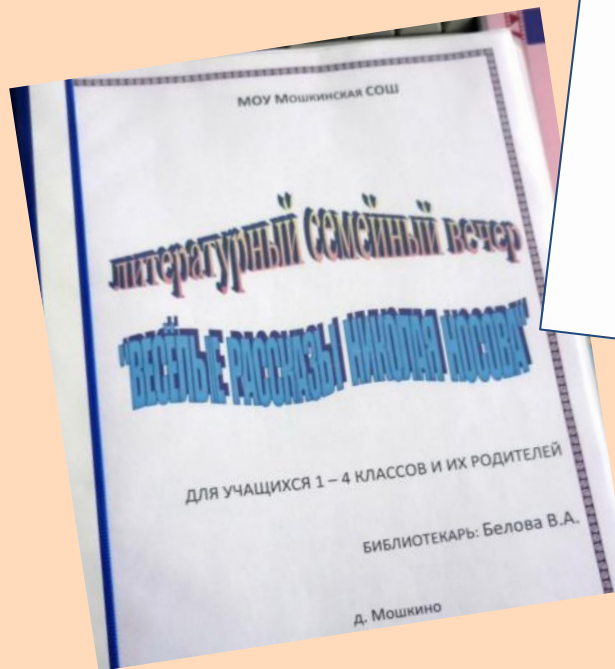 МОУ Мошкинская СОШ
литературный семейный вечер
"ВЕСЁЛЫЕ РАССКАЗЫ НИКОЛАЯ НОСОВА"
ДЛЯ УЧАЩИХСЯ 1 – 4 КЛАССОВ И ИХ РОДИТЕЛЕЙ
БИБЛИОТЕКАРЬ: Белова В.А.
д. Мошкино